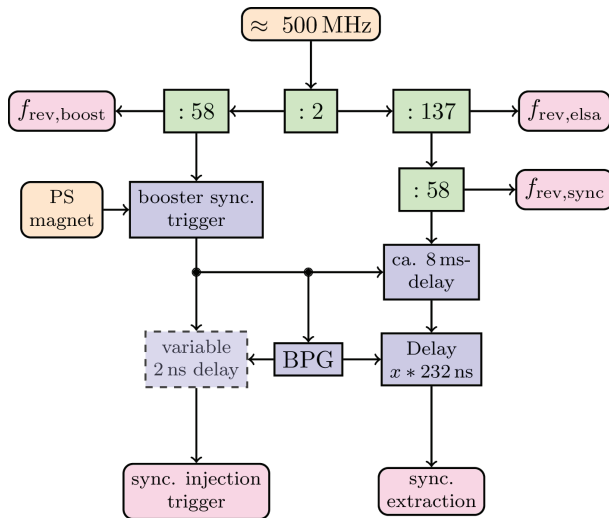 ≈ 500 MHz
f_rev,boost
: 58
: 2
: 137
f_rev,elsa
: 58
f_rev,sync
PS
magnet
booster sync.
trigger
ca. 8 ms-
delay
variable
2 ns delay
BPG
Delay
x ∗ 232 ns
sync. injection
trigger
sync.
extraction